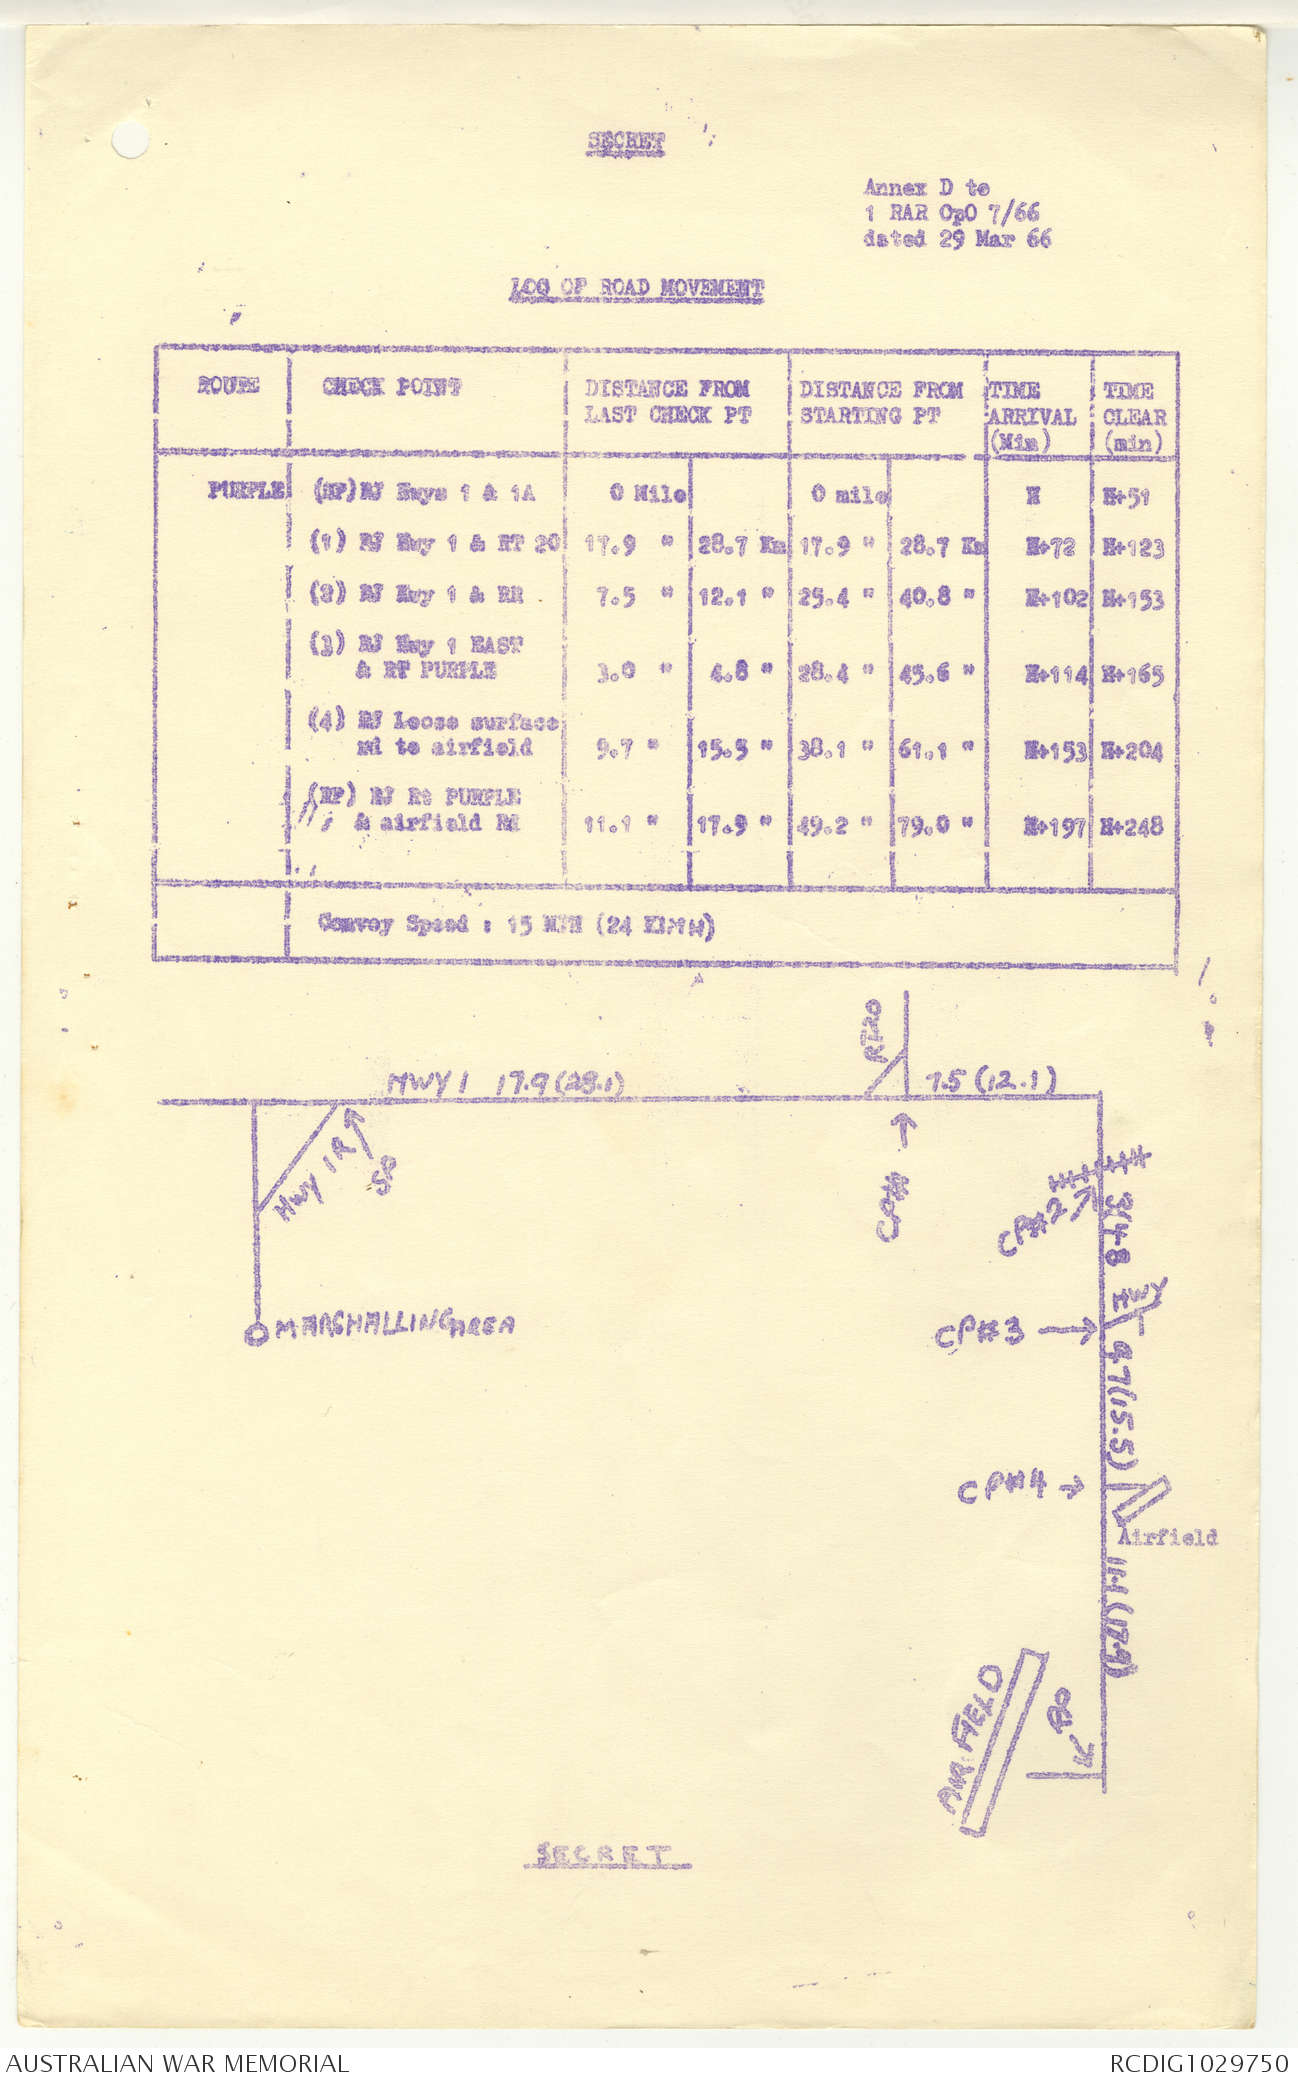 SECRET
Annex D to
1 RAR OpO 7/66
dated 29 Mar 66
LOG OF ROAD MOVEMENT
ROUTE CHECK POINT DISTANCE FROM LAST CHECK PT DISTANCE FROM STARTING PT TIME ARRIVAL (Mim) TIME CLEAR (min)
PURPLE (HP) RJ Hwys 1 & 1A 0 Mile 0 mile H H+51
(1) RJ Hwy 1 & RT 20 17.9 " 28.7 Km 17.9 " 28.7 Km H+72 H+123
(2) RJ Hwy 1 & RR 7.5 " 12.1 " 25.4 " 40.8 " H+102 H+153
(3) RJ Hwy 1 EAST
& RT PURPLE 3.0 " 4.8 " 28.4 " 45.6 " H+114 H+165
(4) RJ Loose surface
rd to airfield 9.7 " 15.5 " 38.1 " 61.1 " H+153 H+204
(RP) RJ Rt PURPLE
& airfield Rd 11.1 " 17.9 " 49.2 " 79.0 " H+197 H+248
Convoy Speed : 15 MPH (24 KIMH)
HWY 1 17.9 (28.1)
RT20
7.5 (12.1)
HWY 1A
SP
CP#1
CP#2
3(4.8
E HWY 1
MARSHALLING AREA
CP#3
9.7(15.5)
CP#4
Airfield
11.1 (17.9)
AIR FIELD
SECRET
AUSTRALIAN WAR MEMORIAL
RCDIG1029750